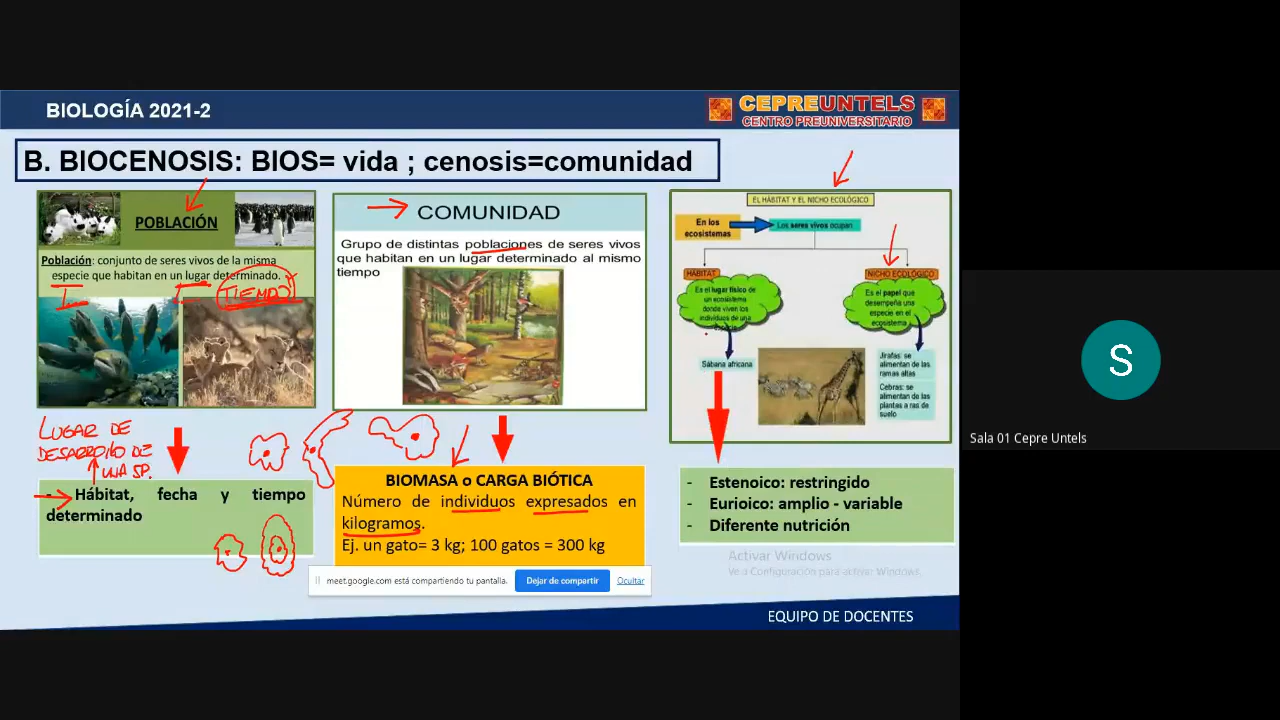 BIOLOGÍA 2021-2
CEPREUNTELS
CENTRO PREUNIVERSITARIO
B. BIOCENOSIS: BIOS= vida ; cenosis=comunidad
POBLACIÓN
Población: conjunto de seres vivos de la misma
especie que habitan en un lugar determinado.
TIEMPO
LUGAR DE
DESARROLLO DE
UNA SP.
- Hábitat, fecha y tiempo
determinado
COMUNIDAD
Grupo de distintas poblaciones de seres vivos
que habitan en un lugar determinado al mismo
tiempo
BIOMASA o CARGA BIÓTICA
Número de individuos expresados en
kilogramos.
Ej. un gato= 3 kg; 100 gatos = 300 kg
EL HÁBITAT Y EL NICHO ECOLÓGICO
En los
ecosistemas
Los seres vivos ocupan
HÁBITAT
Es el lugar físico de
un ecosistema
donde viven los
individuos de una
especie
Sábana africana
NICHO ECOLÓGICO
Es el papel que
desempeña una
especie en el
ecosistema
Jirafas: se
alimentan de las
ramas altas
Cebras: se
alimentan de las
plantas a ras de
suelo
- Estenoico: restringido
- Eurioico: amplio - variable
- Diferente nutrición
Activar Windows
Ve a Configuración para activar Windows.
meet.google.com está compartiendo tu pantalla.
Dejar de compartir
Ocultar
EQUIPO DE DOCENTES
S
Sala 01 Cepre Untels